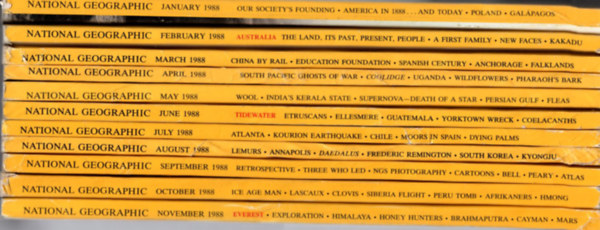 NATIONAL GEOGRAPHIC JANUARY 1988 OUR SOCIETY'S FOUNDING • AMERICA IN 1888 . . . AND TODAY • POLAND • GALÁPAGOS
NATIONAL GEOGRAPHIC FEBRUARY 1988 AUSTRALIA THE LAND, ITS PAST, PRESENT, PEOPLE • A FIRST FAMILY • NEW FACES • KAKADU
NATIONAL GEOGRAPHIC MARCH 1988 CHINA BY RAIL • EDUCATION FOUNDATION • SPANISH CENTURY • ANCHORAGE • FALKLANDS
NATIONAL GEOGRAPHIC APRIL 1988 SOUTH PACIFIC GHOSTS OF WAR • COOLIDGE • UGANDA • WILDFLOWERS • PHARAOH'S BARK
NATIONAL GEOGRAPHIC MAY 1988 WOOL • INDIA'S KERALA STATE • SUPERNOVA—DEATH OF A STAR • PERSIAN GULF • FLEAS
NATIONAL GEOGRAPHIC JUNE 1988 TIDEWATER ETRUSCANS • ELLESMERE • GUATEMALA • YORKTOWN WRECK • COELACANTHS
NATIONAL GEOGRAPHIC JULY 1988 ATLANTA • KOURION EARTHQUAKE • CHILE • MOORS IN SPAIN • DYING PALMS
NATIONAL GEOGRAPHIC AUGUST 1988 LEMURS • ANNAPOLIS • DAEDALUS • FREDERIC REMINGTON • SOUTH KOREA • KYONGJU
NATIONAL GEOGRAPHIC SEPTEMBER 1988 RETROSPECTIVE • THREE WHO LED • NGS PHOTOGRAPHY • CARTOONS • BELL • PEARY • ATLAS
NATIONAL GEOGRAPHIC OCTOBER 1988 ICE AGE MAN • LASCAUX • CLOVIS • SIBERIA FLIGHT • PERU TOMB • AFRIKANERS • HMONG
NATIONAL GEOGRAPHIC NOVEMBER 1988 EVEREST • EXPLORATION • HIMALAYA • HONEY HUNTERS • BRAHMAPUTRA • CAYMAN • MARS